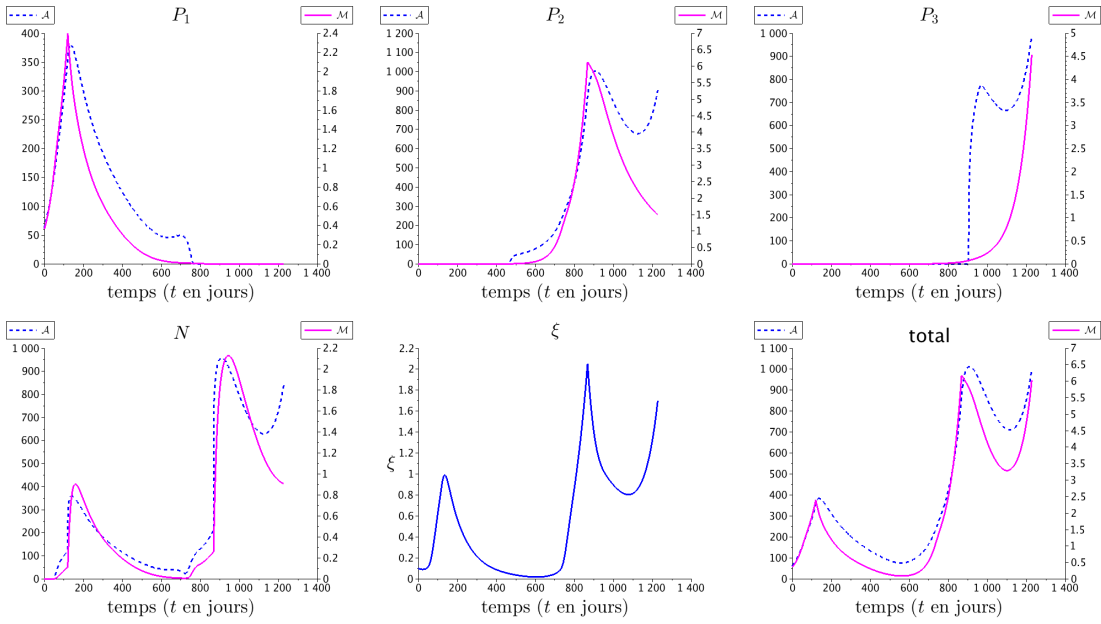 𝒜 P₁ ℳ
400 350 300 250 200 150 100 50 0
2.4 2.2 2 1.8 1.6 1.4 1.2 1 0.8 0.6 0.4 0.2 0
0 200 400 600 800 1 000 1 200 1 400
temps (t en jours)
𝒜 P₂ ℳ
1 200 1 100 1 000 900 800 700 600 500 400 300 200 100 0
7 6.5 6 5.5 5 4.5 4 3.5 3 2.5 2 1.5 1 0.5 0
0 200 400 600 800 1 000 1 200 1 400
temps (t en jours)
𝒜 P₃ ℳ
1 000 900 800 700 600 500 400 300 200 100 0
5 4.5 4 3.5 3 2.5 2 1.5 1 0.5 0
0 200 400 600 800 1 000 1 200 1 400
temps (t en jours)
𝒜 N ℳ
1 000 900 800 700 600 500 400 300 200 100 0
2.2 2 1.8 1.6 1.4 1.2 1 0.8 0.6 0.4 0.2 0
0 200 400 600 800 1 000 1 200 1 400
temps (t en jours)
ξ
2.2 2 1.8 1.6 1.4 1.2 1 0.8 0.6 0.4 0.2 0
ξ
0 200 400 600 800 1 000 1 200 1 400
temps (t en jours)
𝒜 total ℳ
1 100 1 000 900 800 700 600 500 400 300 200 100 0
7 6.5 6 5.5 5 4.5 4 3.5 3 2.5 2 1.5 1 0.5 0
0 200 400 600 800 1 000 1 200 1 400
temps (t en jours)